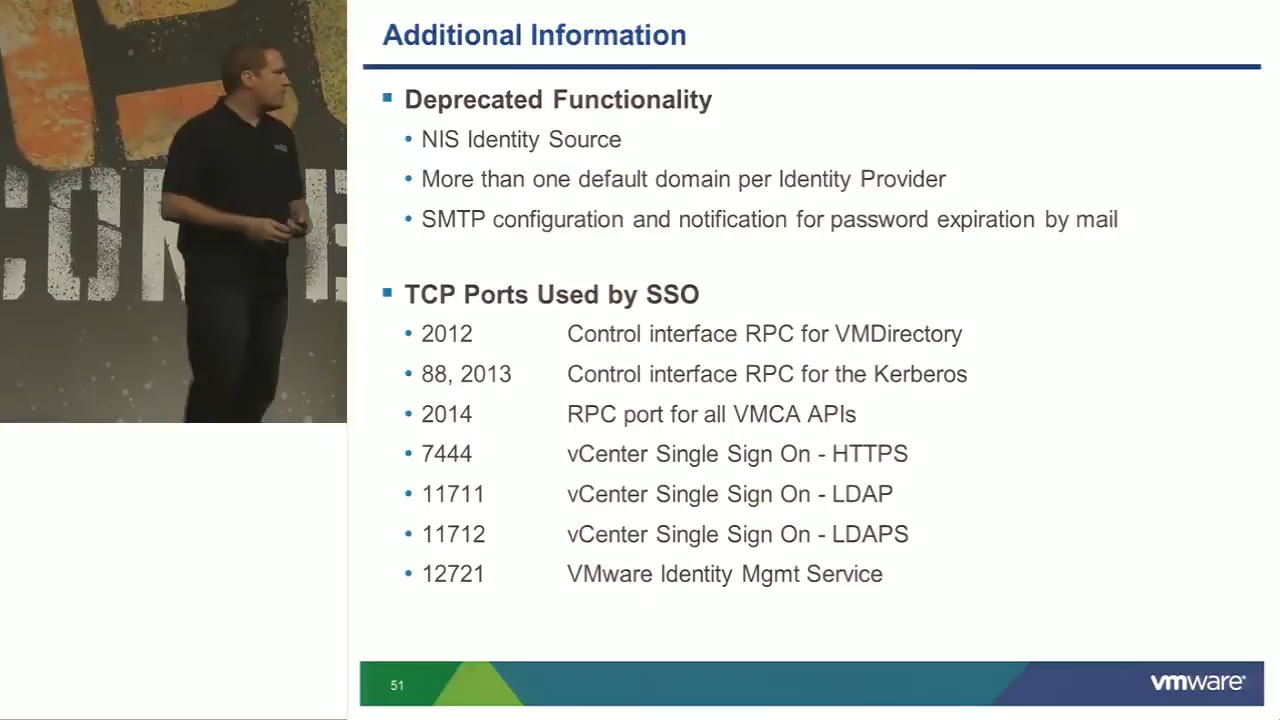 Additional Information
Deprecated Functionality
NIS Identity Source
More than one default domain per Identity Provider
SMTP configuration and notification for password expiration by mail
TCP Ports Used by SSO
2012 Control interface RPC for VMDirectory
88, 2013 Control interface RPC for the Kerberos
2014 RPC port for all VMCA APIs
7444 vCenter Single Sign On - HTTPS
11711 vCenter Single Sign On - LDAP
11712 vCenter Single Sign On - LDAPS
12721 VMware Identity Mgmt Service
51
vmware